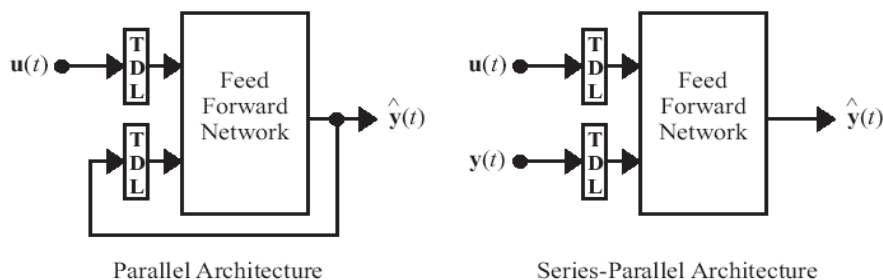 u(t)
T
D
L
T
D
L
Feed
Forward
Network
ŷ(t)
Parallel Architecture
u(t)
y(t)
T
D
L
T
D
L
Feed
Forward
Network
ŷ(t)
Series-Parallel Architecture